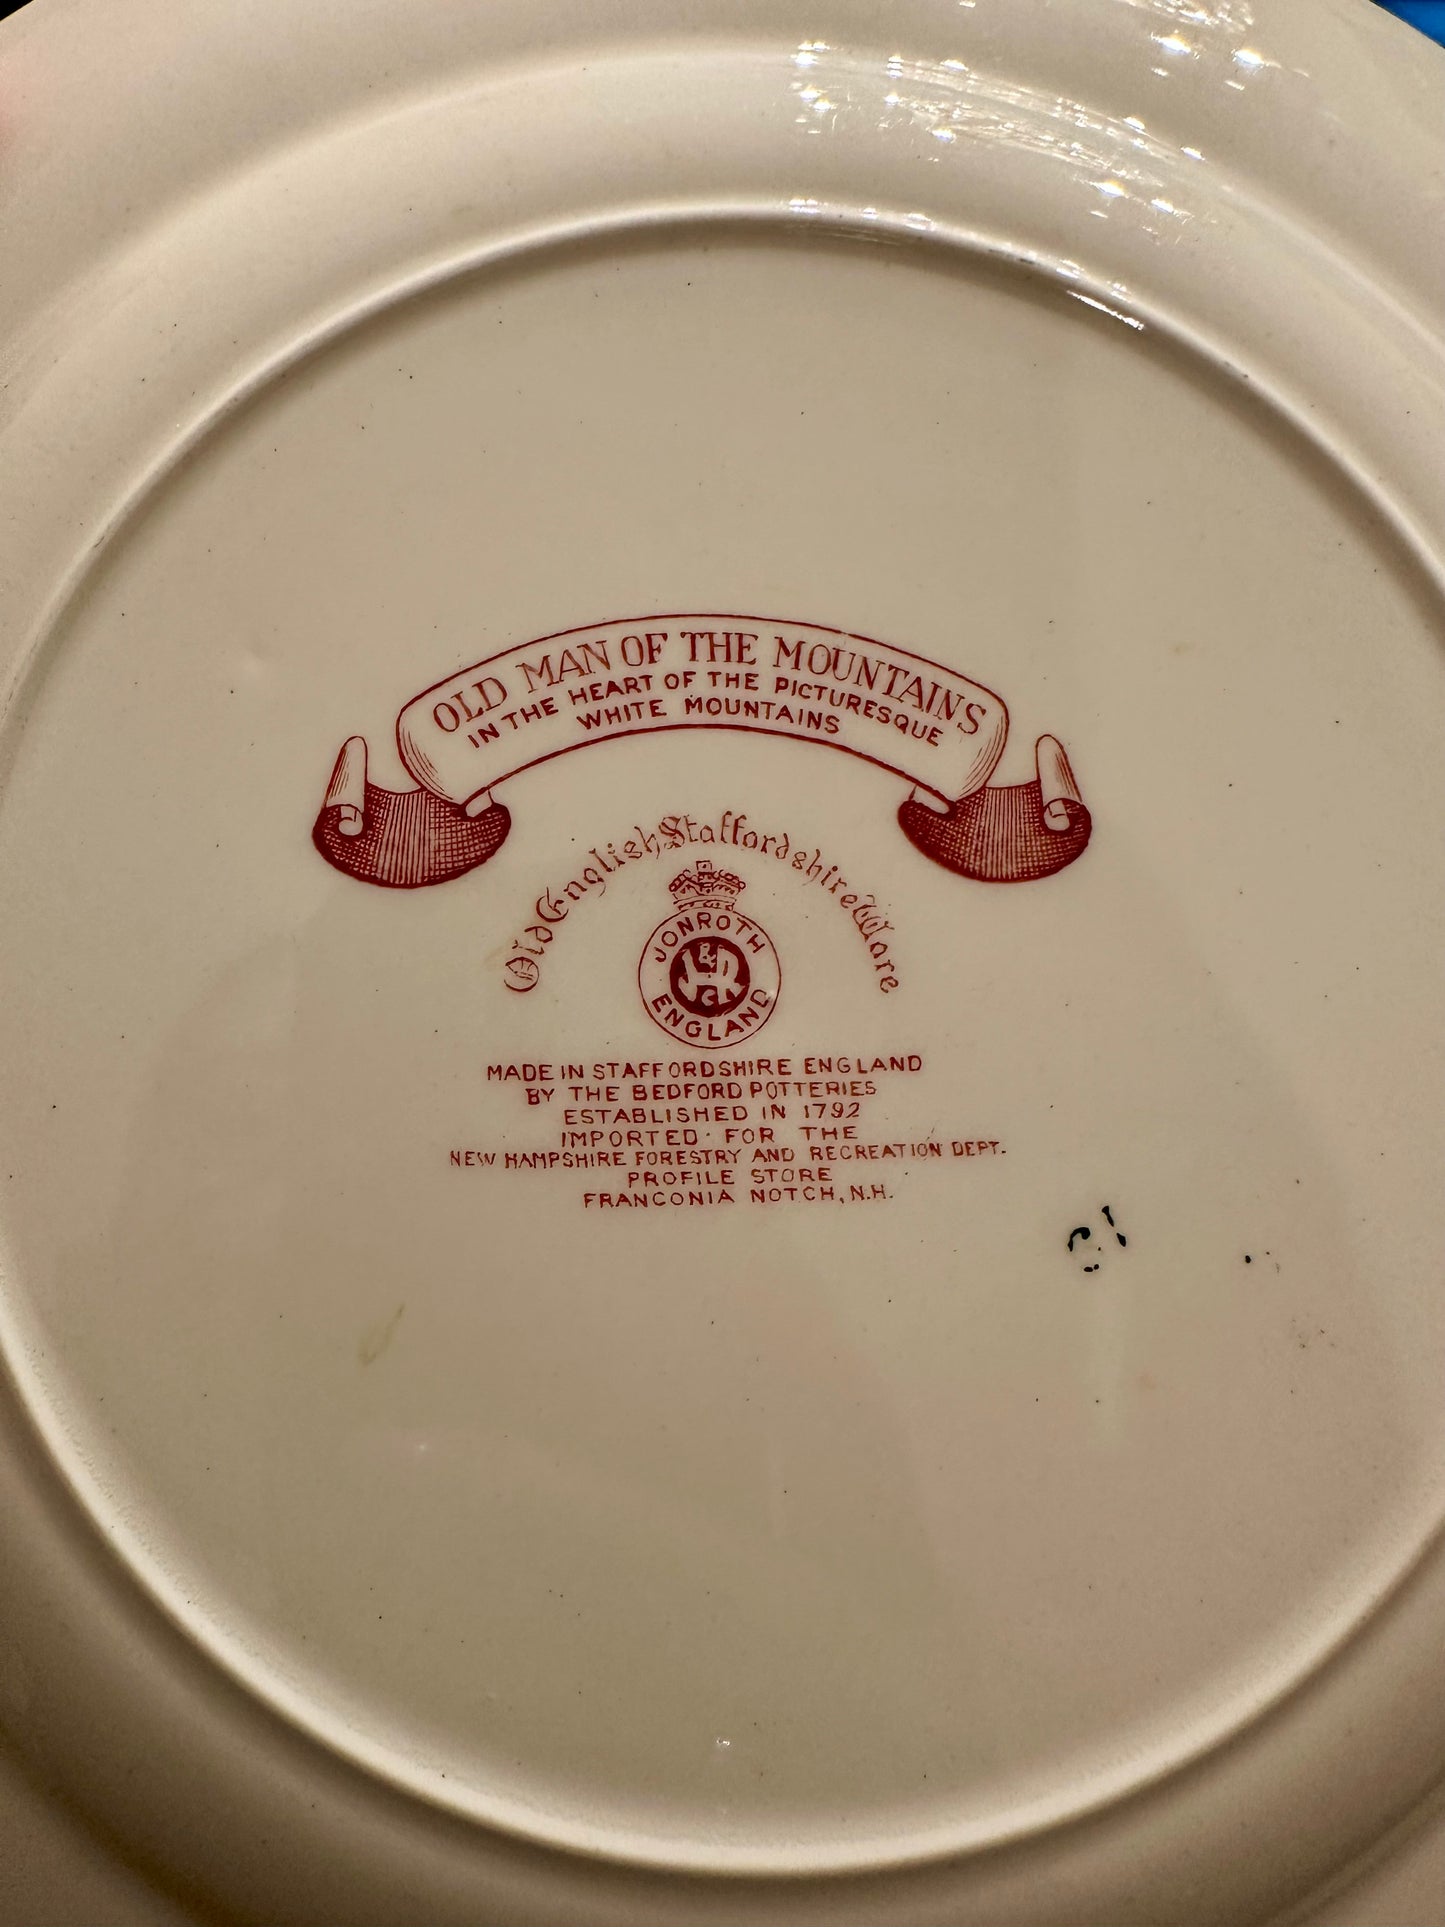 OLD MAN OF THE MOUNTAINS
IN THE HEART OF THE PICTURESQUE
WHITE MOUNTAINS
Old English Staffordshire Ware
JONROTH
J&R
ENGLAND
MADE IN STAFFORDSHIRE ENGLAND
BY THE BEDFORD POTTERIES
ESTABLISHED IN 1792
IMPORTED FOR THE
NEW HAMPSHIRE FORESTRY AND RECREATION DEPT.
PROFILE STORE
FRANCONIA NOTCH, N.H.